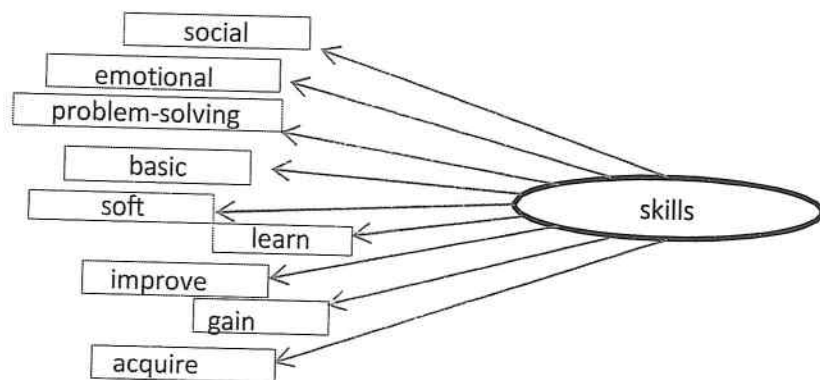 social
emotional
problem-solving
basic
soft
skills
learn
improve
gain
acquire